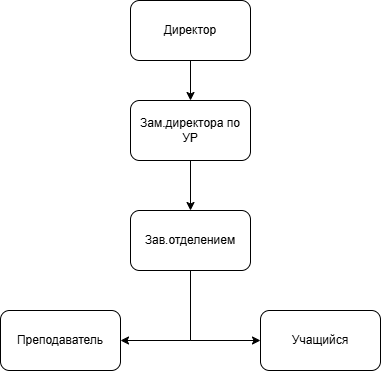 Директор
Зам.директора по
УР
Зав.отделением
Преподаватель
Учащийся